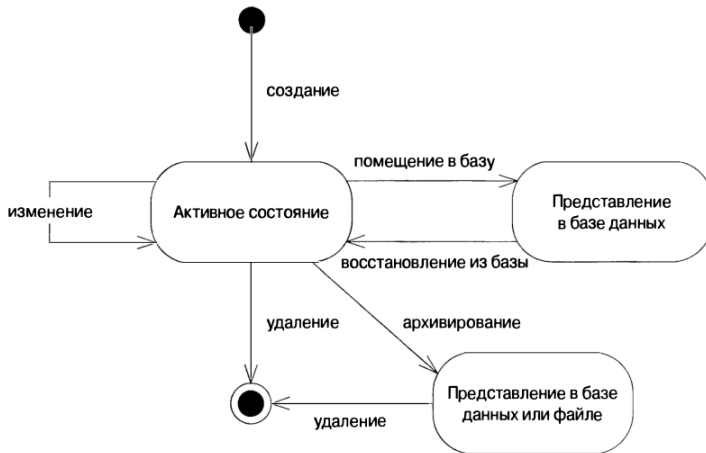 создание
помещение в базу
изменение
Активное состояние
Представление
в базе данных
восстановление из базы
удаление
архивирование
Представление в базе
данных или файле
удаление